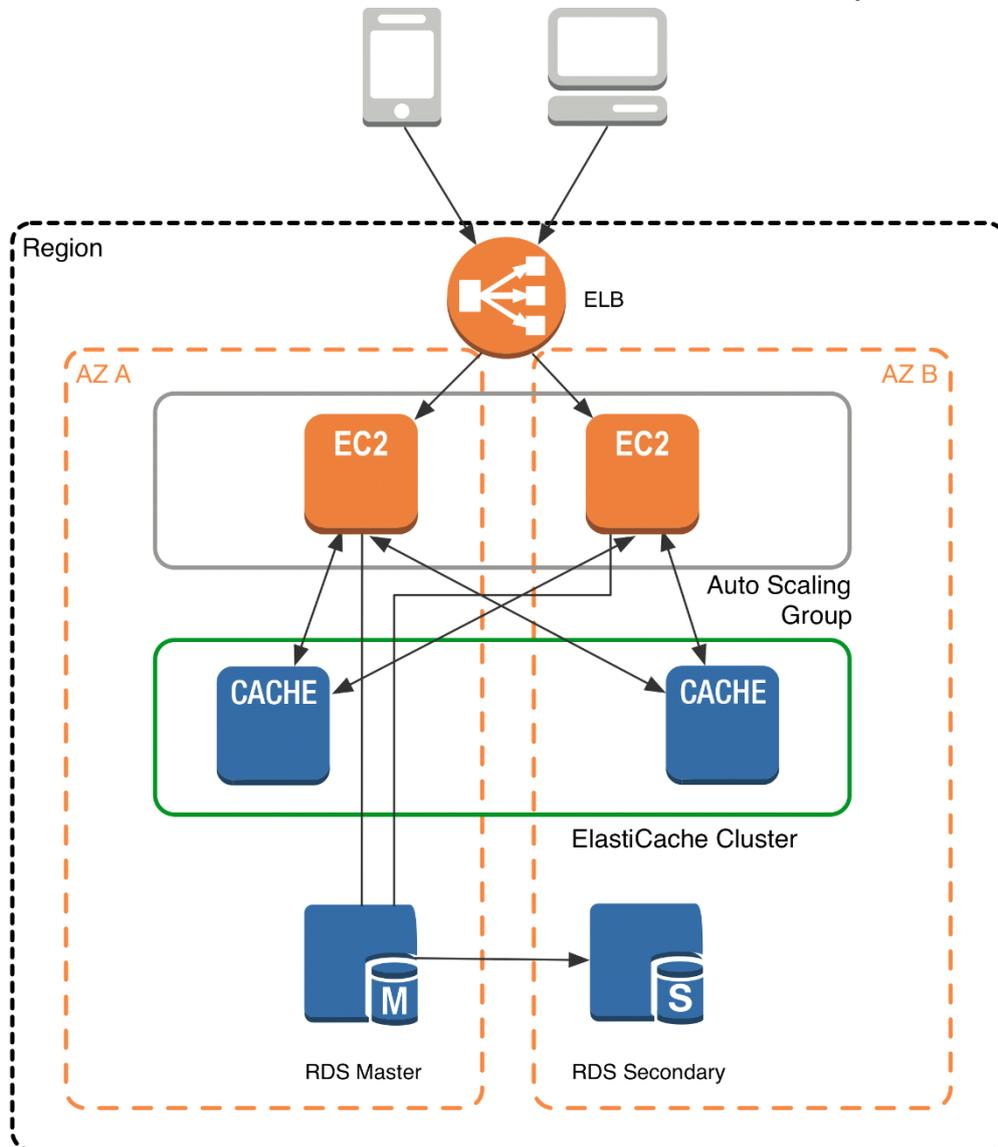 Region
ELB
AZ A
AZ B
EC2
EC2
Auto Scaling
Group
CACHE
CACHE
ElastiCache Cluster
M
S
RDS Master
RDS Secondary